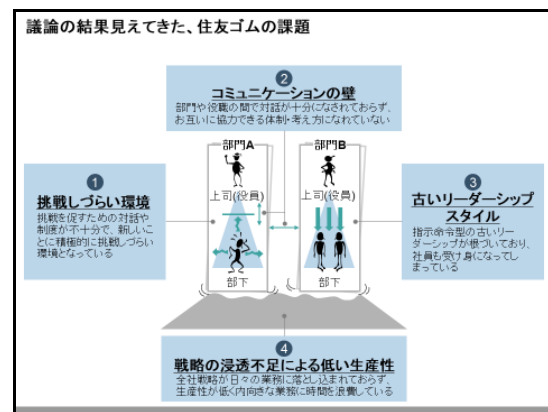 議論の結果見えてきた、住友ゴムの課題
2
コミュニケーションの壁
部門や役職の間で対話が十分になされておらず、
お互いに協力できる体制・考え方になれていない
部門A
部門B
上司(役員)
上司(役員)
部下
部下
1
挑戦しづらい環境
挑戦を促すための対話や
制度が不十分で、新しいこ
とに積極的に挑戦しづらい
環境となっている
3
古いリーダーシップ
スタイル
指示命令型の古いリー
ダーシップが根づいており、
社員も受け身になってし
まっている
4
戦略の浸透不足による低い生産性
全社戦略が日々の業務に落とし込まれておらず、
生産性が低く内向きな業務に時間を浪費している